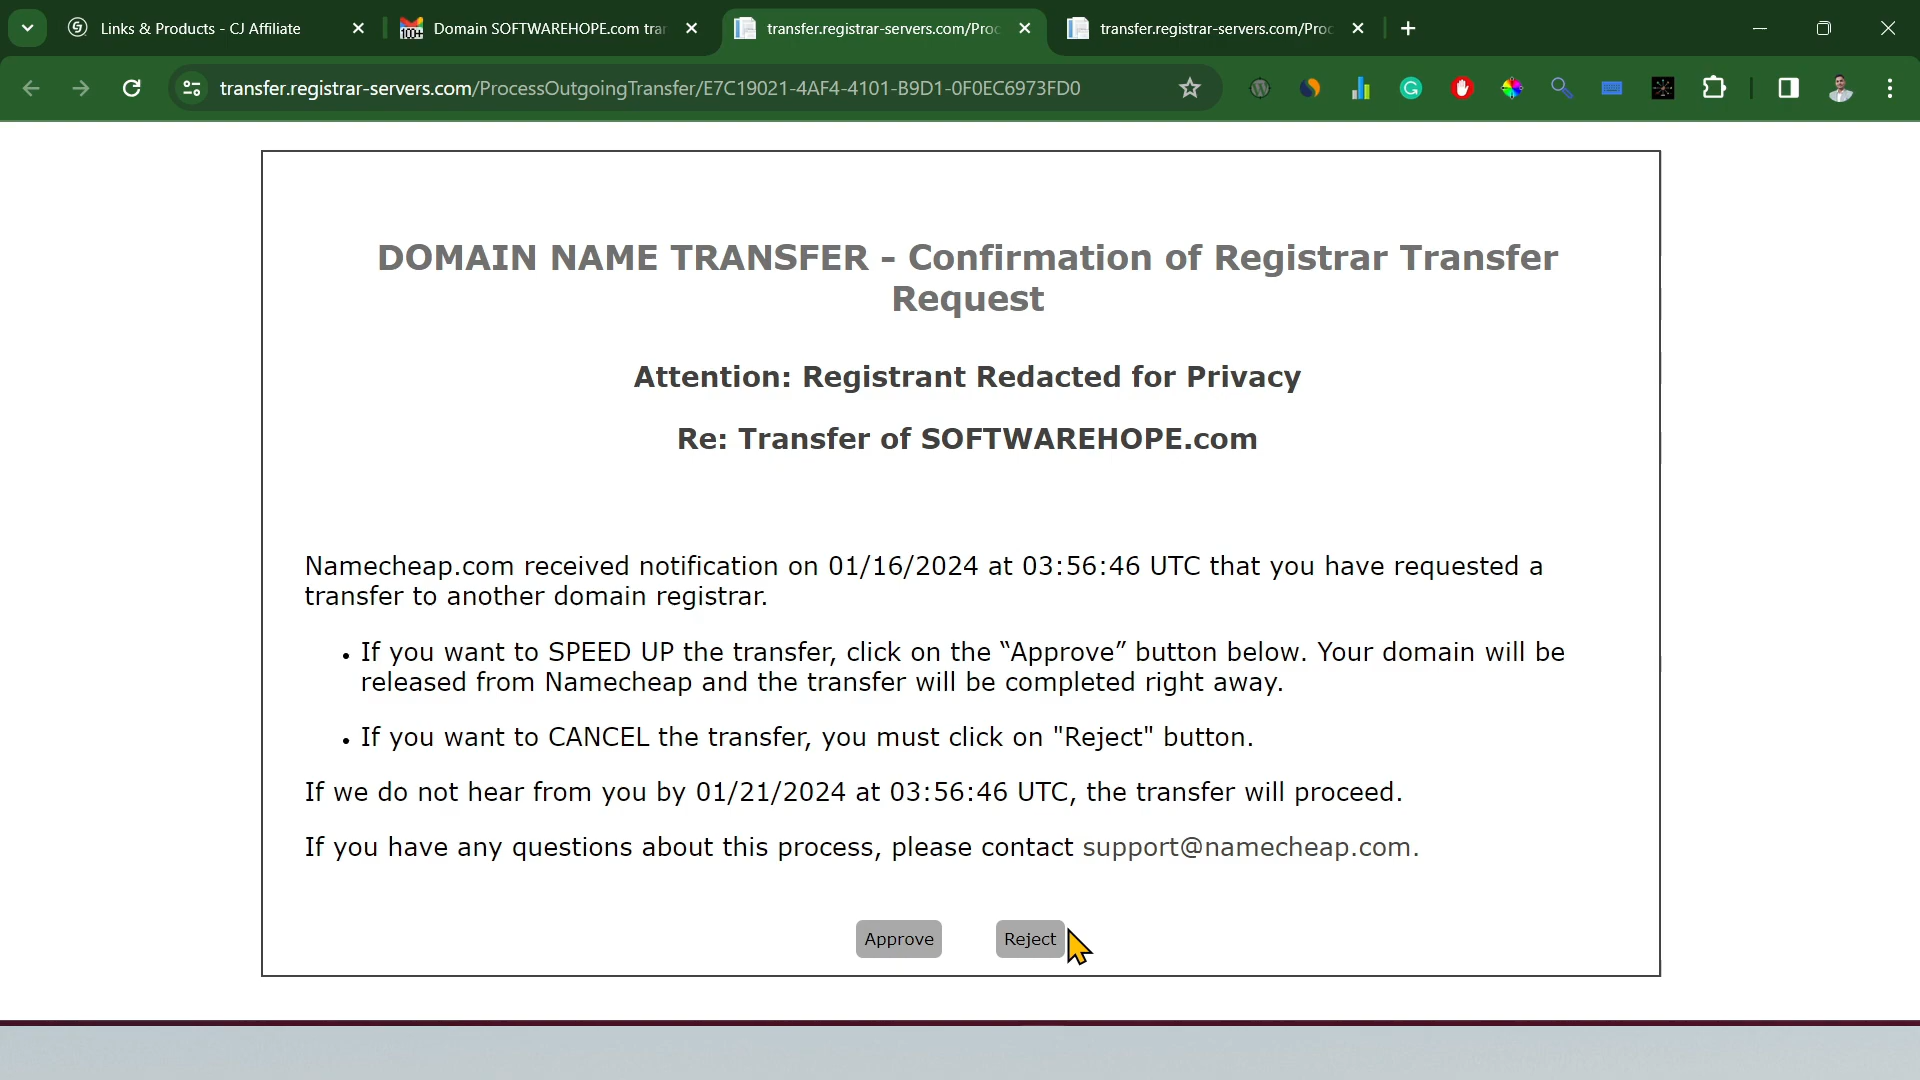 Links & Products - CJ Affiliate
100+
Domain SOFTWAREHOPE.com tra
transfer.registrar-servers.com/Proc
transfer.registrar-servers.com/Proc
transfer.registrar-servers.com/ProcessOutgoingTransfer/E7C19021-4AF4-4101-B9D1-0F0EC6973FD0
DOMAIN NAME TRANSFER - Confirmation of Registrar Transfer
Request
Attention: Registrant Redacted for Privacy
Re: Transfer of SOFTWAREHOPE.com
Namecheap.com received notification on 01/16/2024 at 03:56:46 UTC that you have requested a
transfer to another domain registrar.
• If you want to SPEED UP the transfer, click on the “Approve” button below. Your domain will be
released from Namecheap and the transfer will be completed right away.
• If you want to CANCEL the transfer, you must click on "Reject" button.
If we do not hear from you by 01/21/2024 at 03:56:46 UTC, the transfer will proceed.
If you have any questions about this process, please contact support@namecheap.com.
Approve Reject